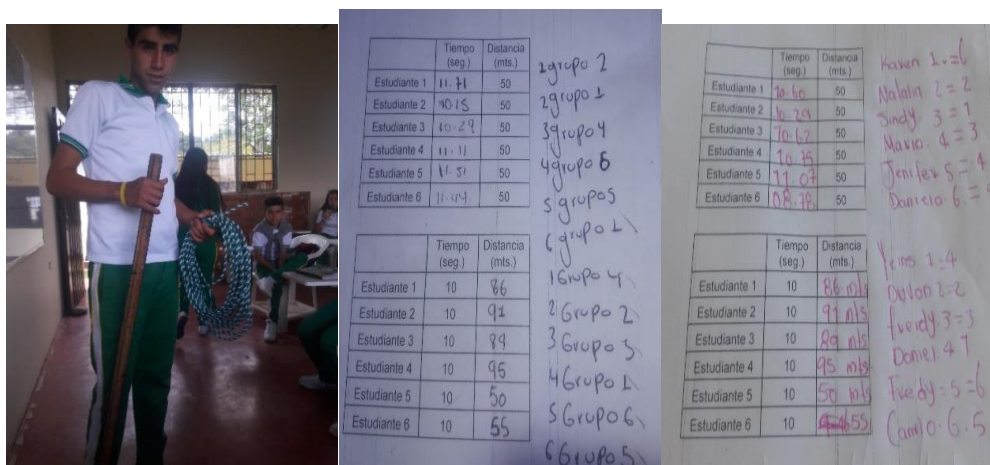 Tiempo (seg.) Distancia (mts.)
Estudiante 1 11.71 50
Estudiante 2 10.15 50
Estudiante 3 10.29 50
Estudiante 4 11.11 50
Estudiante 5 11.51 50
Estudiante 6 11.49 50
1 grupo 2
2 grupo 1
3 grupo 4
4 grupo 6
5 grupo 5
6 grupo 1
Tiempo (seg.) Distancia (mts.)
Estudiante 1 10 86
Estudiante 2 10 91
Estudiante 3 10 89
Estudiante 4 10 95
Estudiante 5 10 50
Estudiante 6 10 55
1 Grupo 4
2 Grupo 2
3 Grupo 3
4 Grupo 1
5 Grupo 6
6 Grupo 5
Tiempo (seg.) Distancia (mts.)
Estudiante 1 10.60 50
Estudiante 2 10.29 50
Estudiante 3 10.62 50
Estudiante 4 10.75 50
Estudiante 5 11.07 50
Estudiante 6 08.78 50
Karen 1.=6
Natalia 2=2
Sindy 3=1
Mario. 4=3
Jenifer 5=4
Daniela 6.=
Tiempo (seg.) Distancia (mts.)
Estudiante 1 10 86 mts
Estudiante 2 10 91 mts
Estudiante 3 10 89 mts
Estudiante 4 10 95 mts
Estudiante 5 10 50 mts
Estudiante 6 10 55
Yeins 1=4
2=2
3=3
Daniel 4 1
Fredy=5=6
Camilo. 6.5